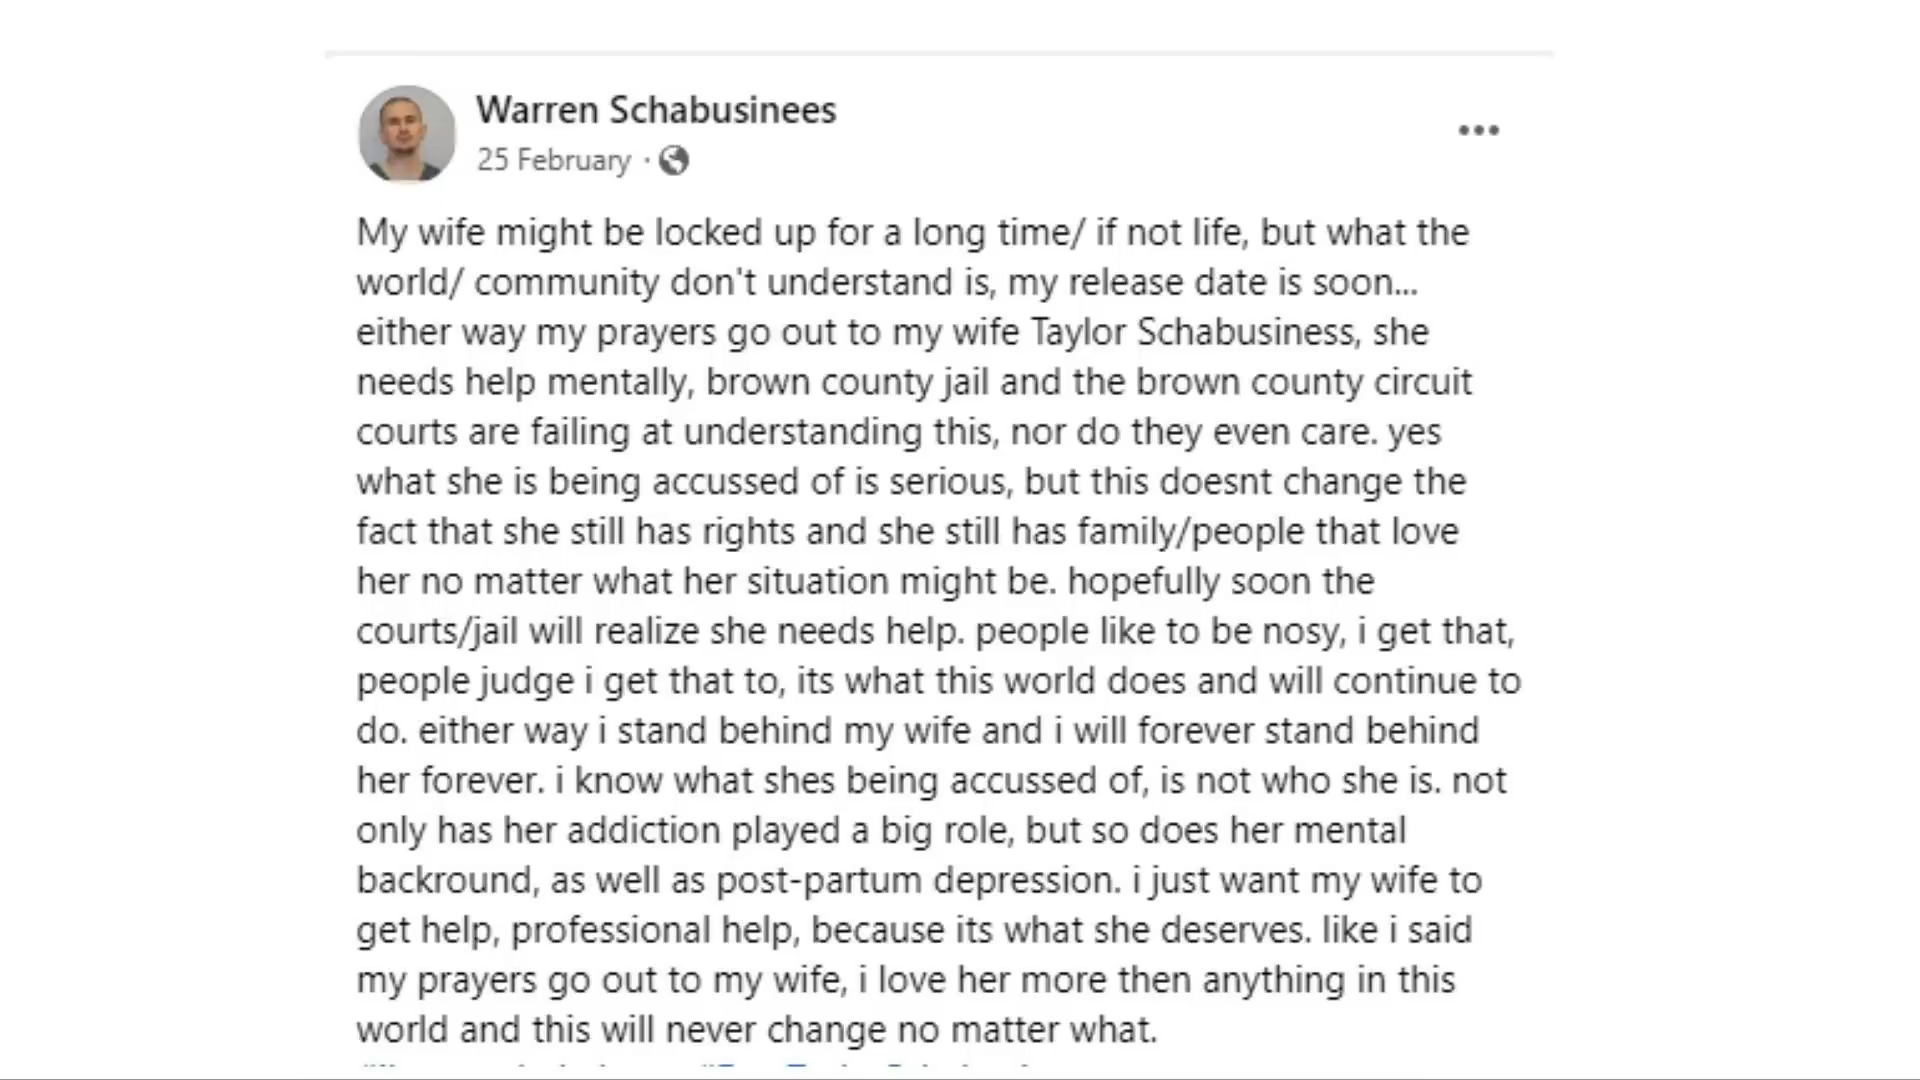 Warren Schabusinees
25 February ·
My wife might be locked up for a long time/ if not life, but what the
world/ community don't understand is, my release date is soon...
either way my prayers go out to my wife Taylor Schabusiness, she
needs help mentally, brown county jail and the brown county circuit
courts are failing at understanding this, nor do they even care. yes
what she is being accussed of is serious, but this doesnt change the
fact that she still has rights and she still has family/people that love
her no matter what her situation might be. hopefully soon the
courts/jail will realize she needs help. people like to be nosy, i get that,
people judge i get that to, its what this world does and will continue to
do. either way i stand behind my wife and i will forever stand behind
her forever. i know what shes being accussed of, is not who she is. not
only has her addiction played a big role, but so does her mental
backround, as well as post-partum depression. i just want my wife to
get help, professional help, because its what she deserves. like i said
my prayers go out to my wife, i love her more then anything in this
world and this will never change no matter what.